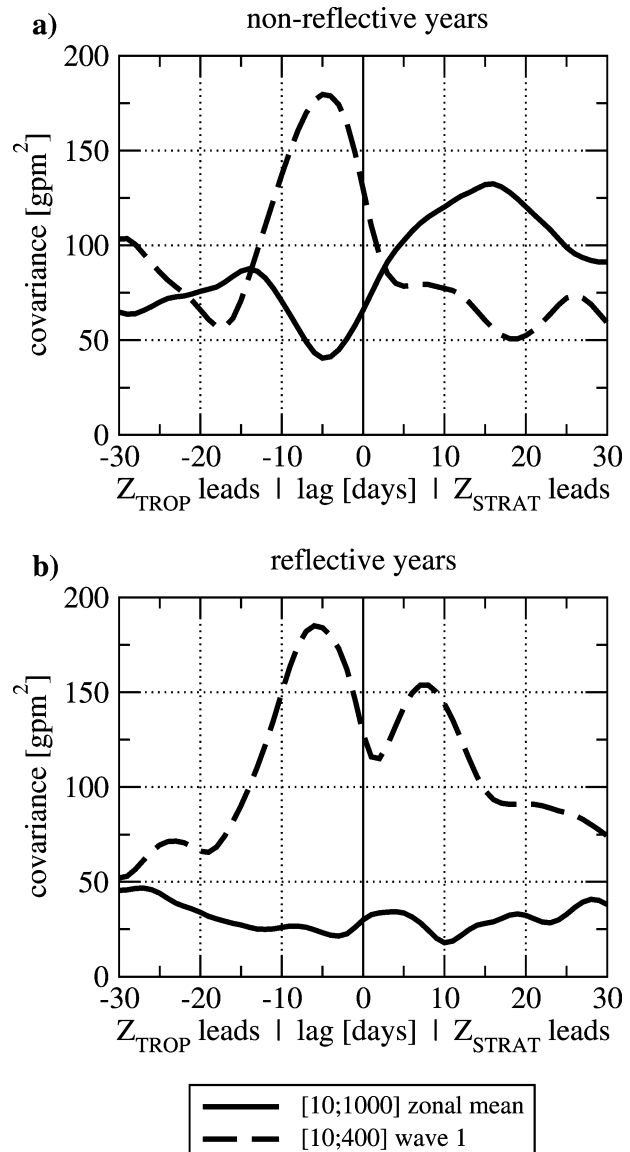 a) non-reflective years
200
150
100
50
0
covariance [gpm²]
-30 -20 -10 0 10 20 30
Z_TROP leads | lag [days] | Z_STRAT leads
b) reflective years
200
150
100
50
0
covariance [gpm²]
-30 -20 -10 0 10 20 30
Z_TROP leads | lag [days] | Z_STRAT leads
[10;1000] zonal mean
[10;400] wave 1